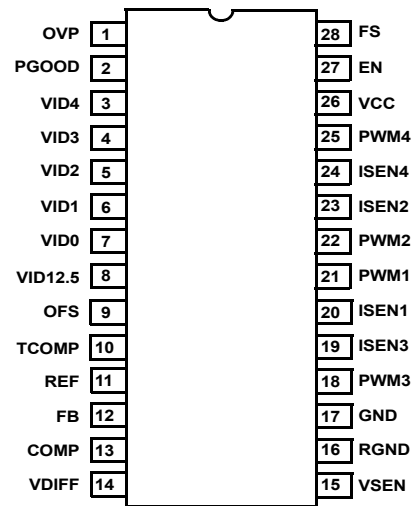 OVP 1 28 FS
PGOOD 2 27 EN
VID4 3 26 VCC
VID3 4 25 PWM4
VID2 5 24 ISEN4
VID1 6 23 ISEN2
VID0 7 22 PWM2
VID12.5 8 21 PWM1
OFS 9 20 ISEN1
TCOMP 10 19 ISEN3
REF 11 18 PWM3
FB 12 17 GND
COMP 13 16 RGND
VDIFF 14 15 VSEN